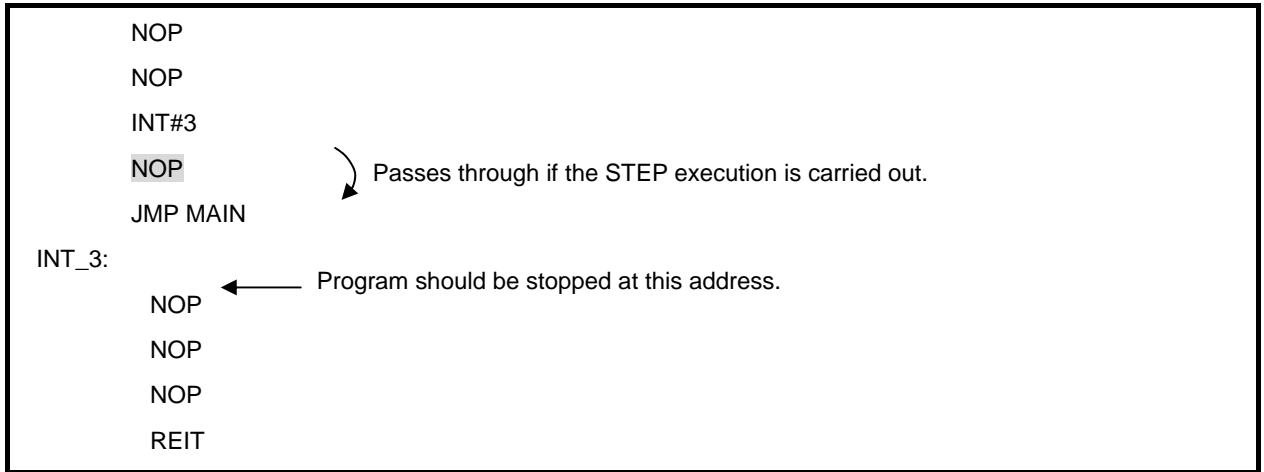 NOP
NOP
INT#3
NOP
Passes through if the STEP execution is carried out.
JMP MAIN
INT_3:
Program should be stopped at this address.
NOP
NOP
NOP
REIT